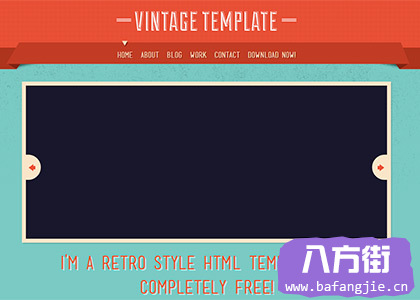 VINTAGE TEMPLATE
HOME ABOUT BLOG WORK CONTACT DOWNLOAD NOW!
I'M A RETRO STYLE HTML
COMPLETELY FREE!
八方街
www.bafangjie.cn